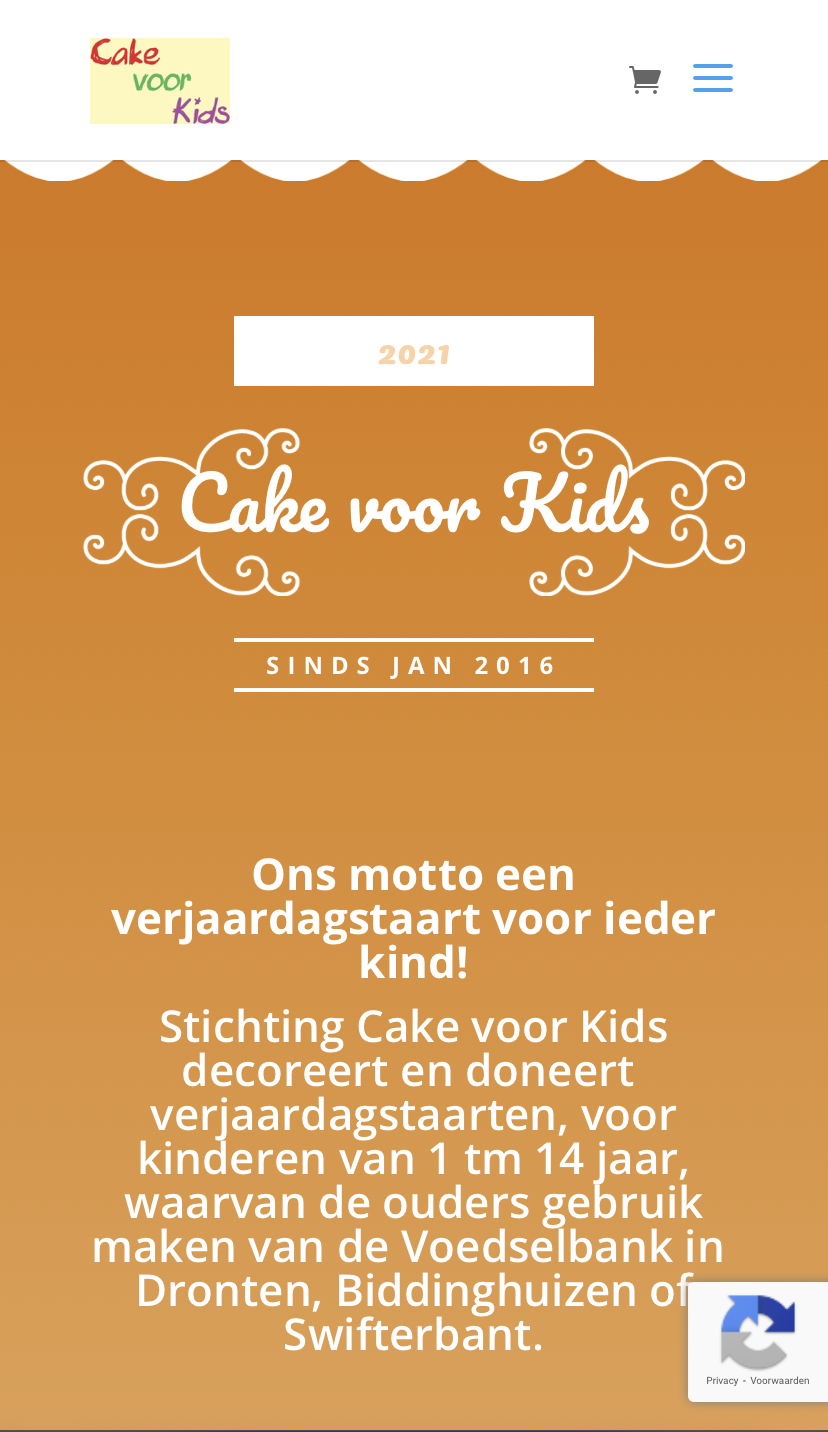 Cake
voor
Kids
2021
Cake voor Kids
SINDS JAN 2016
Ons motto een
verjaardagstaart voor ieder
kind!
Stichting Cake voor Kids
decoreert en doneert
verjaardagstaarten, voor
kinderen van 1 tm 14 jaar,
waarvan de ouders gebruik
maken van de Voedselbank in
Dronten, Biddinghuizen of
Swifterbant.
Privacy - Voorwaarden